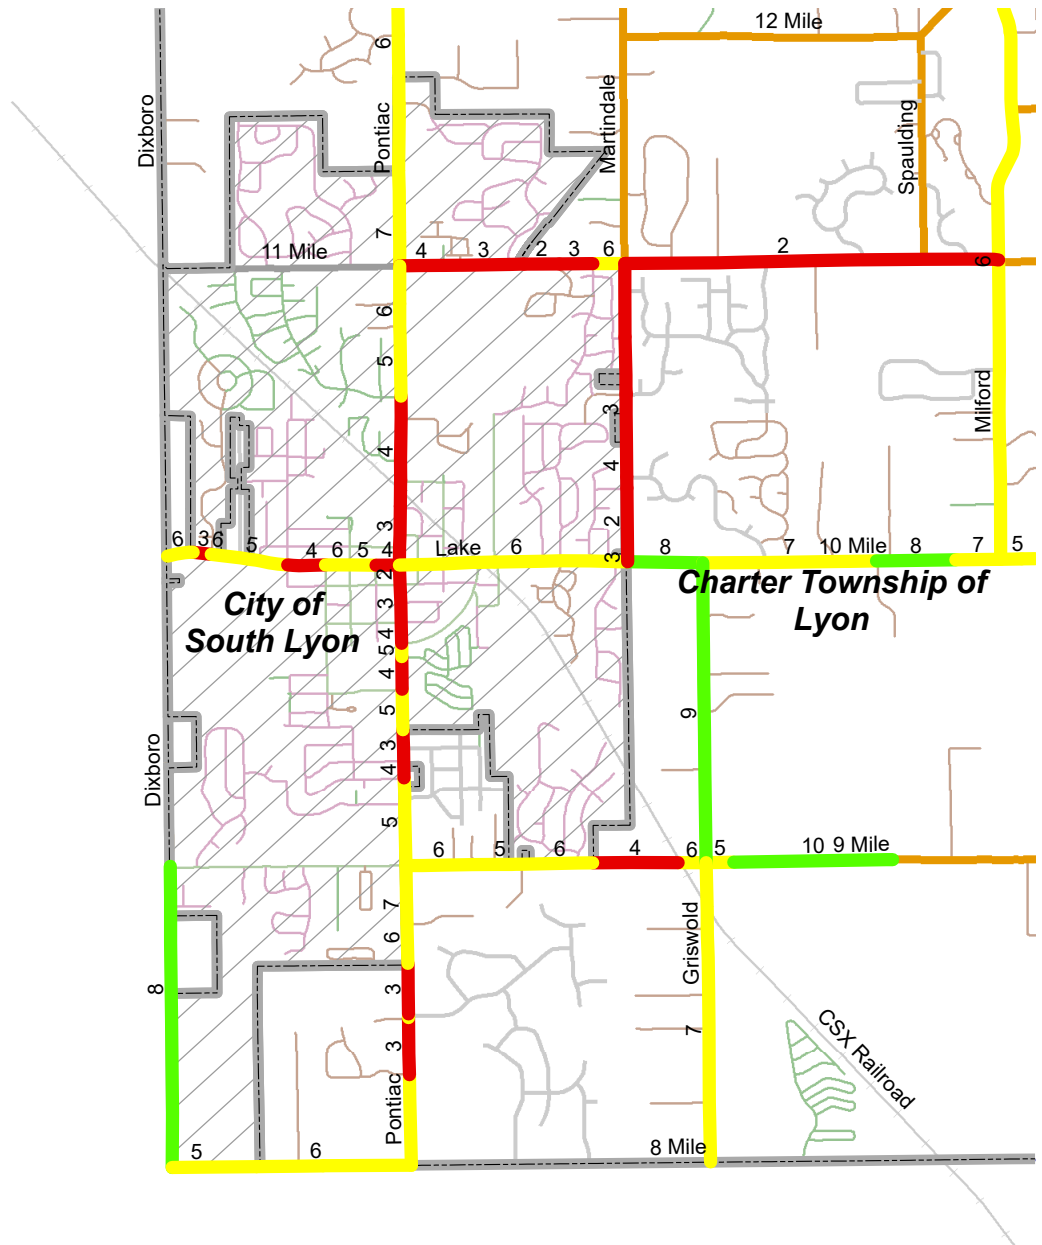 12 Mile
6
Dixboro
Pontiac
Martindale
Spaulding
7
11 Mile
4
3
2
3
6
2
6
6
5
Milford
3
4
4
2
3
6
3
6
5
4
6
5
4
Lake
6
3
8
7
10 Mile
8
7
5
2
City of
South Lyon
Charter Township of
Lyon
3
4
5
4
5
9
3
4
Dixboro
5
6
5
6
4
6
5
10
9 Mile
7
6
Griswold
8
3
7
3
CSX Railroad
Pontiac
5
6
8 Mile